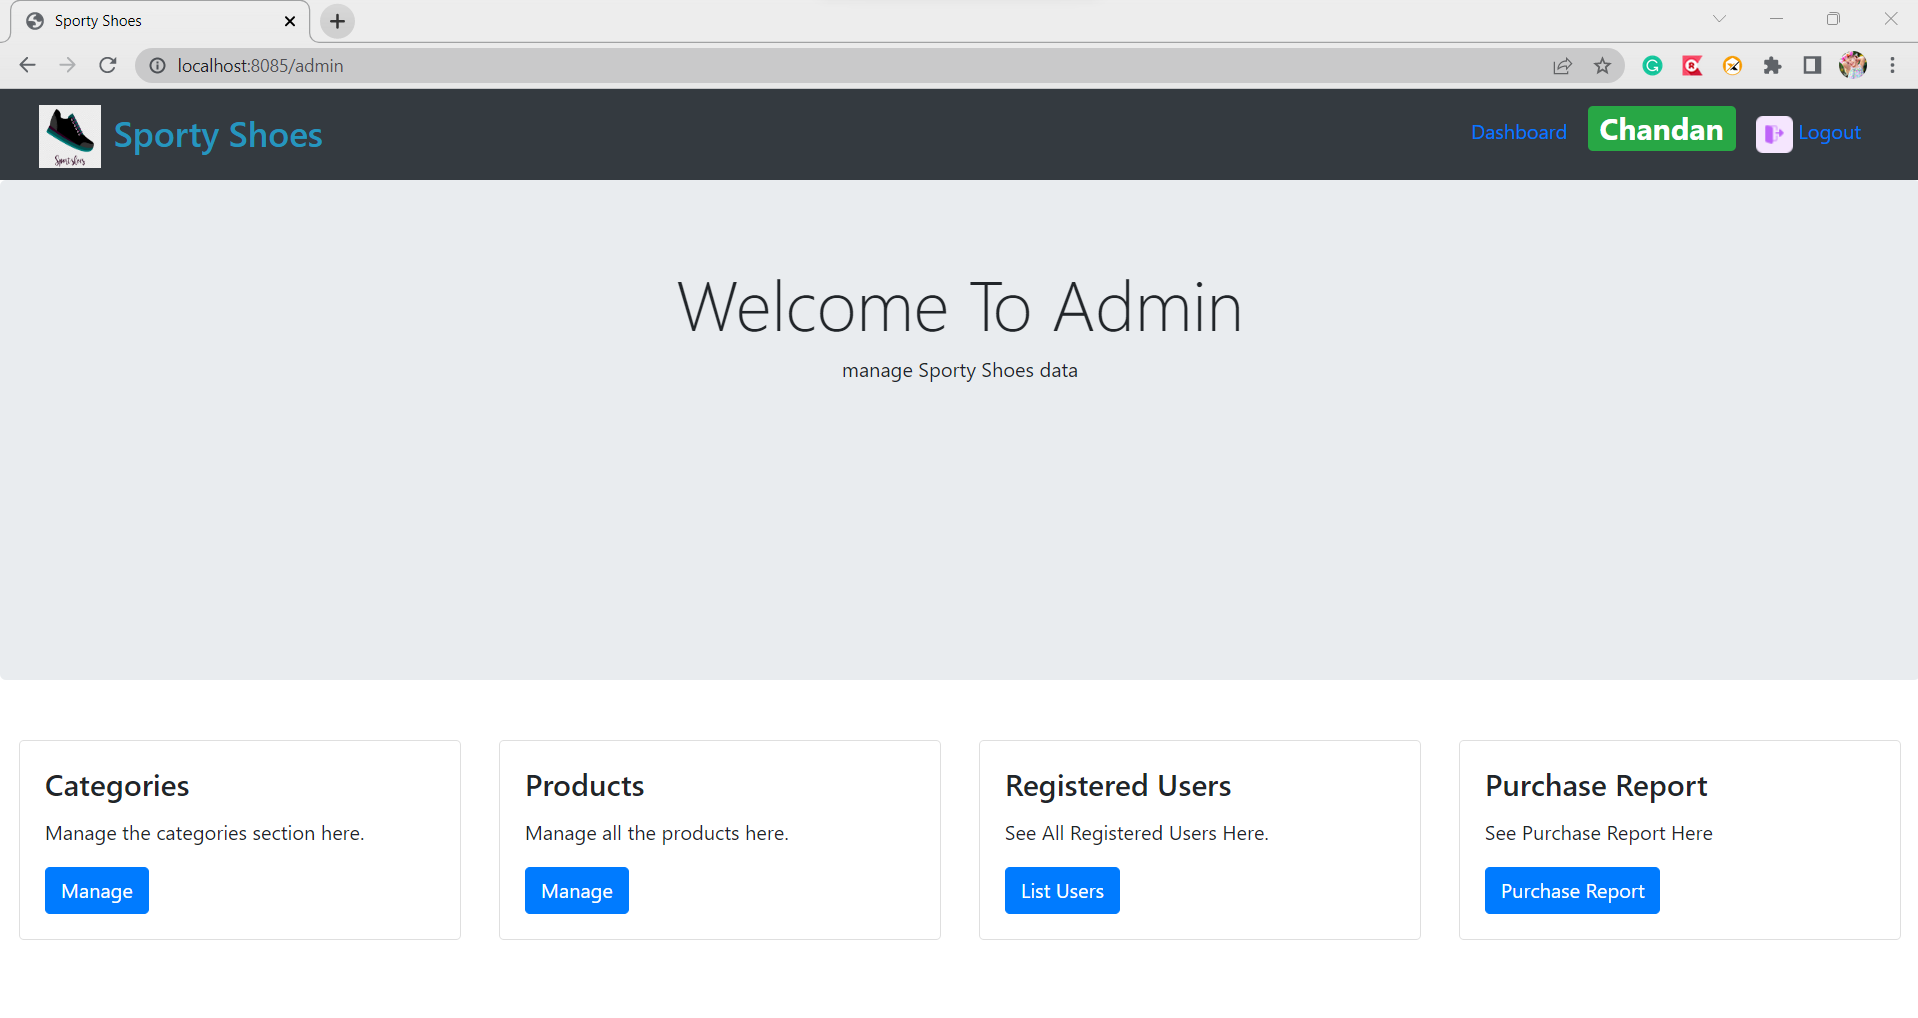 Sporty Shoes
localhost:8085/admin
Sporty Shoes
Dashboard
Chandan
Logout
Welcome To Admin
manage Sporty Shoes data
Categories
Manage the categories section here.
Manage
Products
Manage all the products here.
Manage
Registered Users
See All Registered Users Here.
List Users
Purchase Report
See Purchase Report Here
Purchase Report